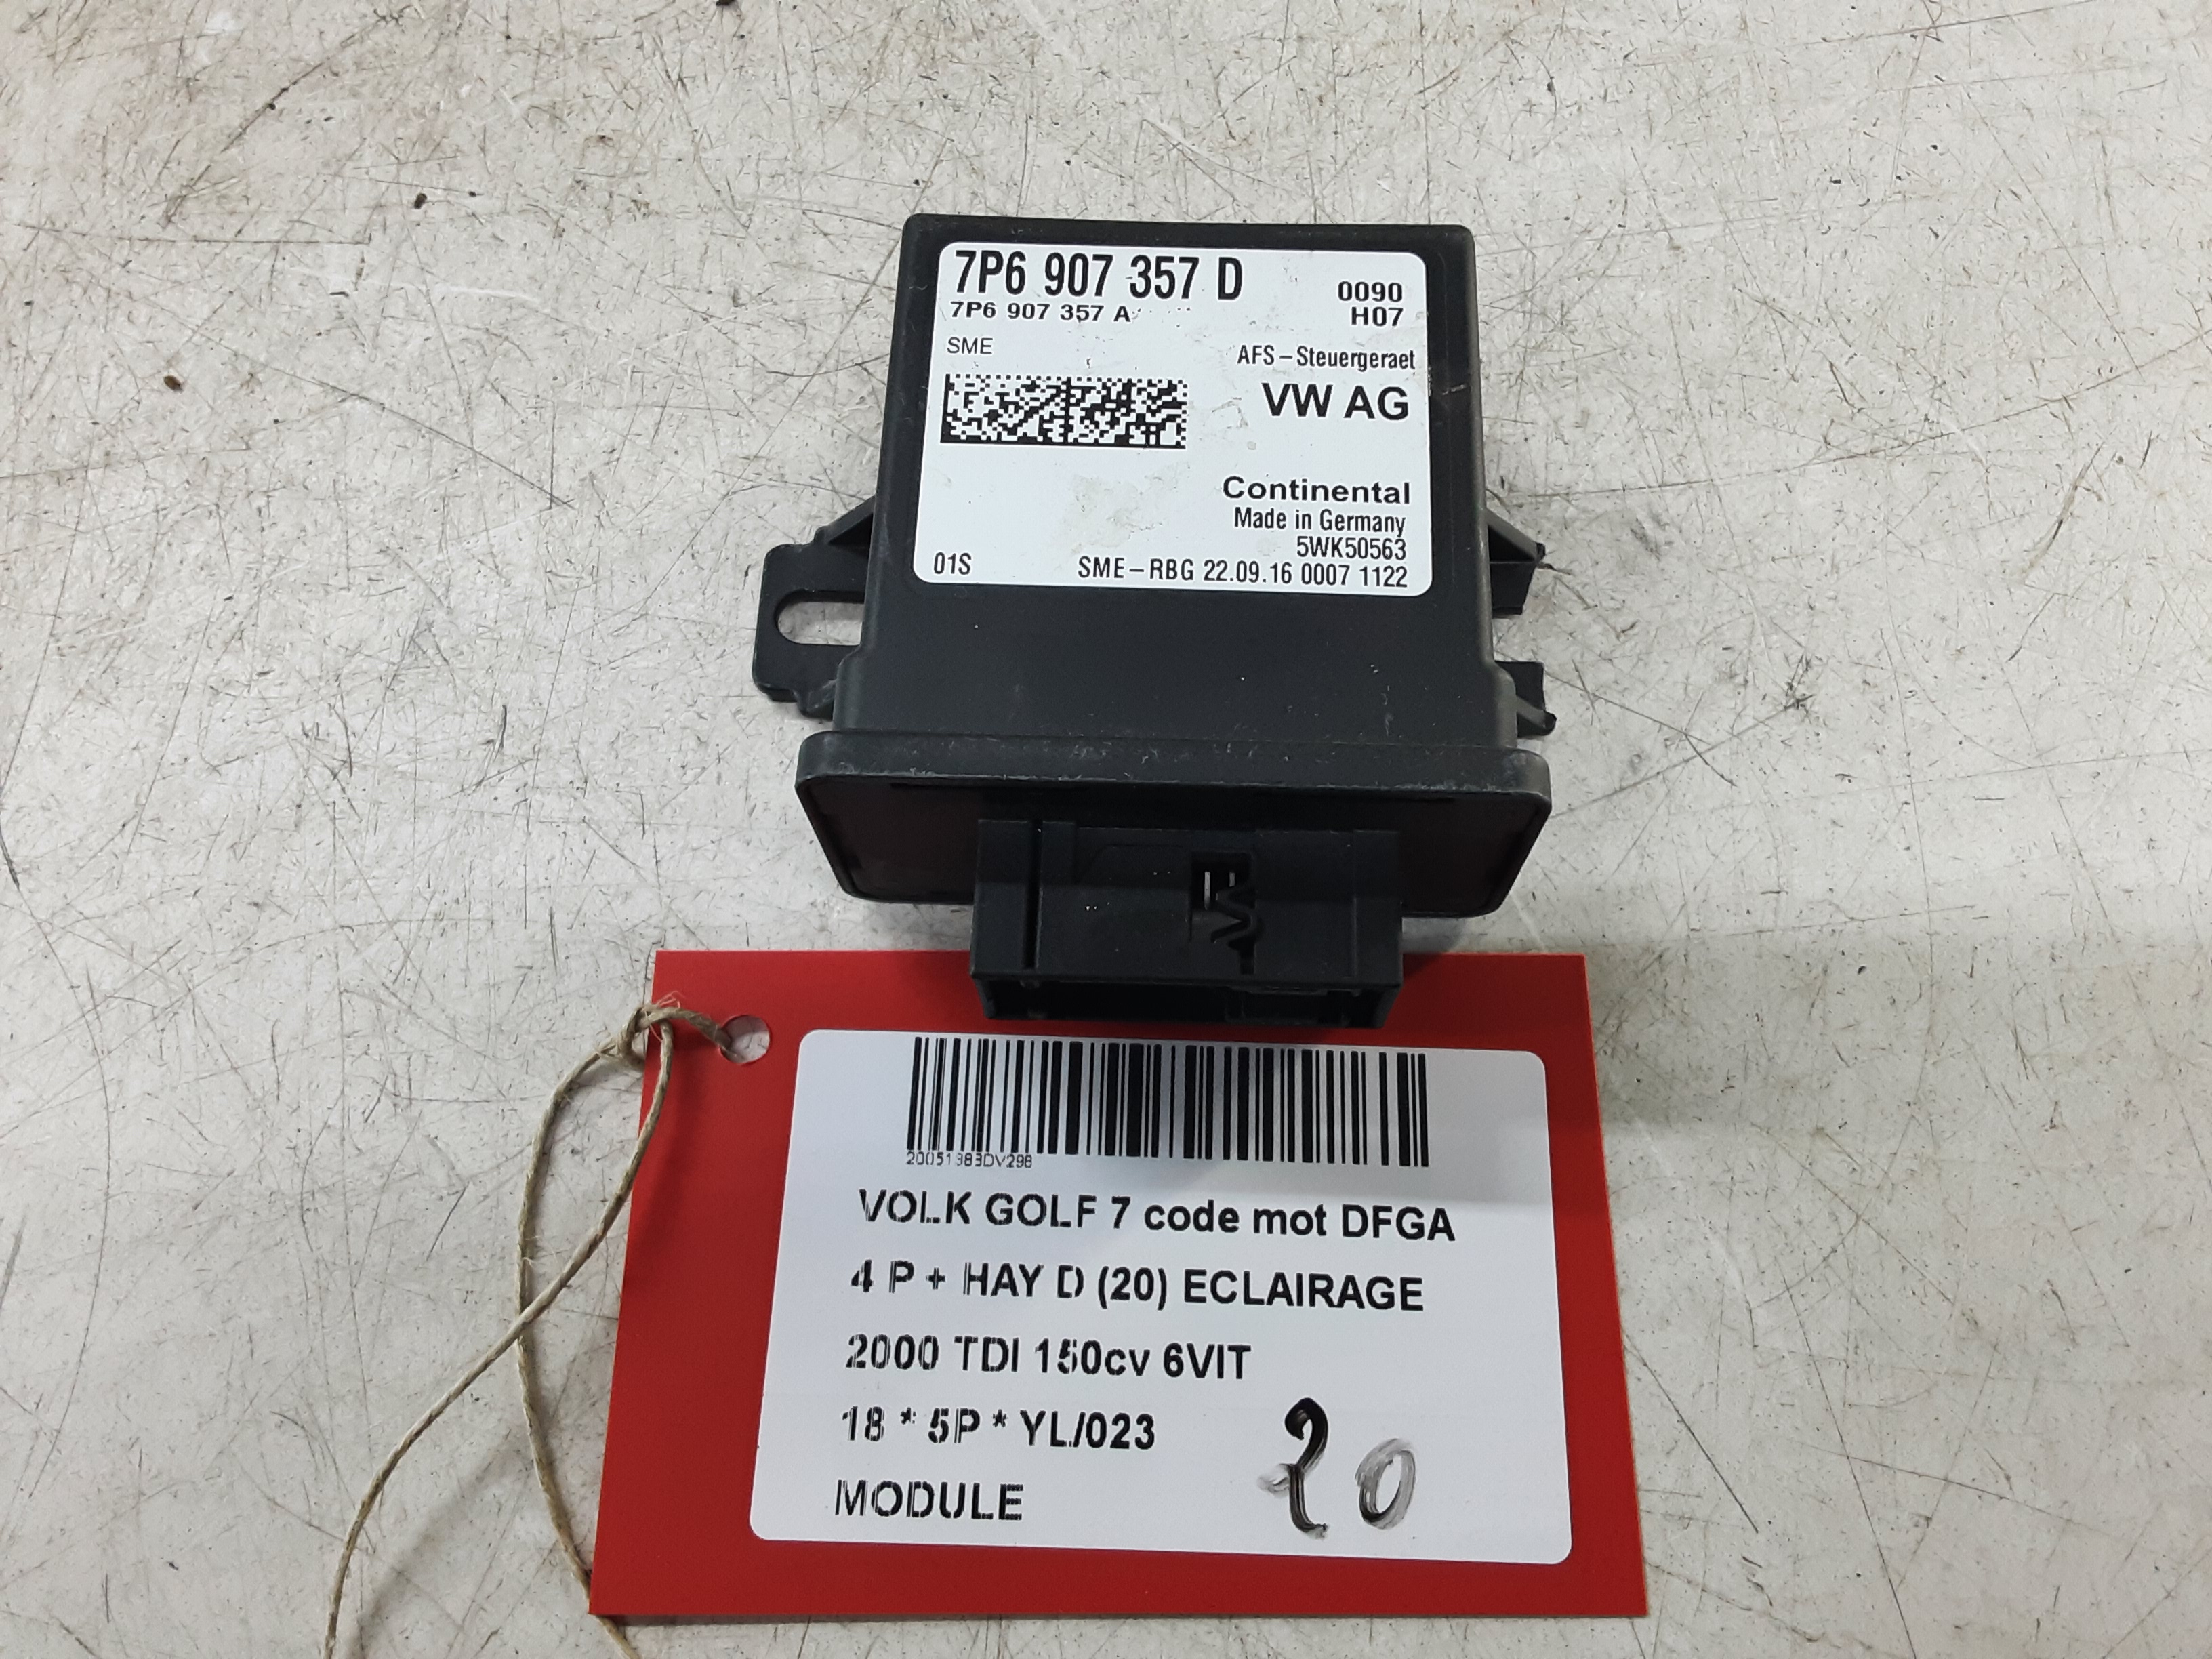 7P6 907 357 D
0090
7P6 907 357 A
H07
SME
AFS-Steuergeraet
VW AG
Continental
Made in Germany
5WK50563
01S
SME-RBG 22.09.16 0007 1122
20051383DV298
VOLK GOLF 7 code mot DFGA
4 P + HAY D (20) ECLAIRAGE
2000 TDI 150cv 6VIT
18 * 5P * YL/023
MODULE
20